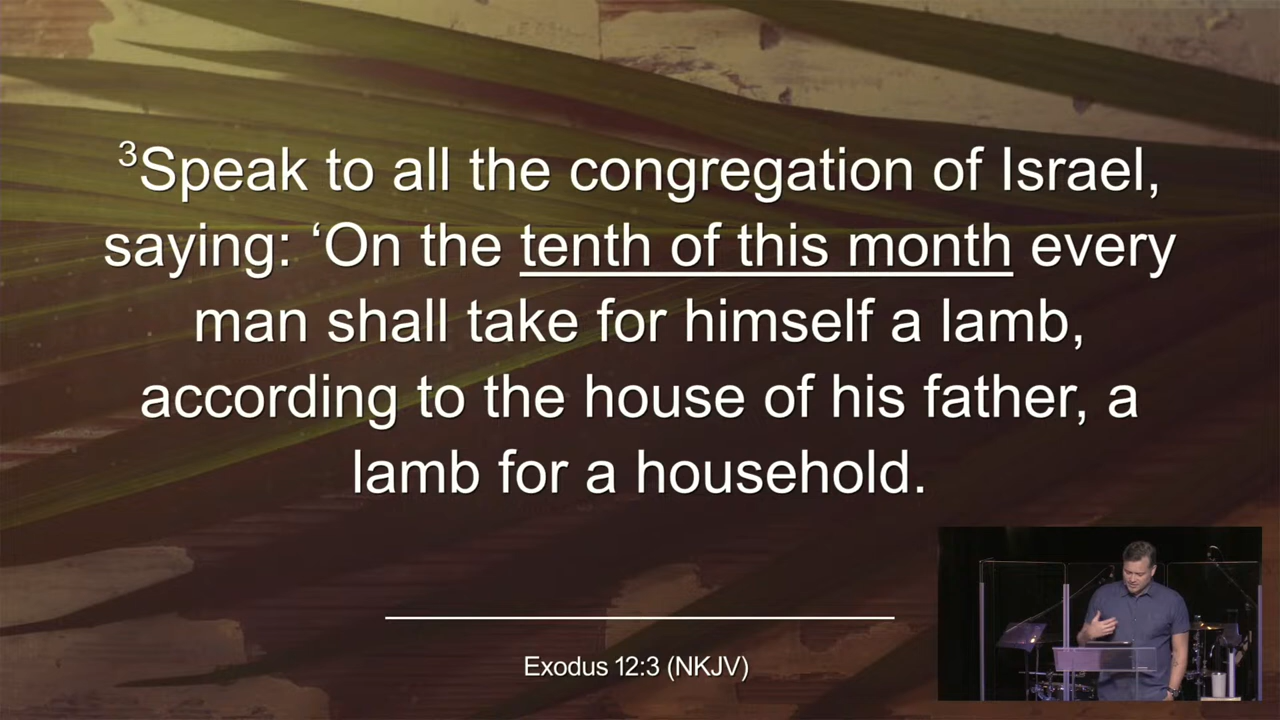 ³Speak to all the congregation of Israel,
saying: ‘On the tenth of this month every
man shall take for himself a lamb,
according to the house of his father, a
lamb for a household.
Exodus 12:3 (NKJV)